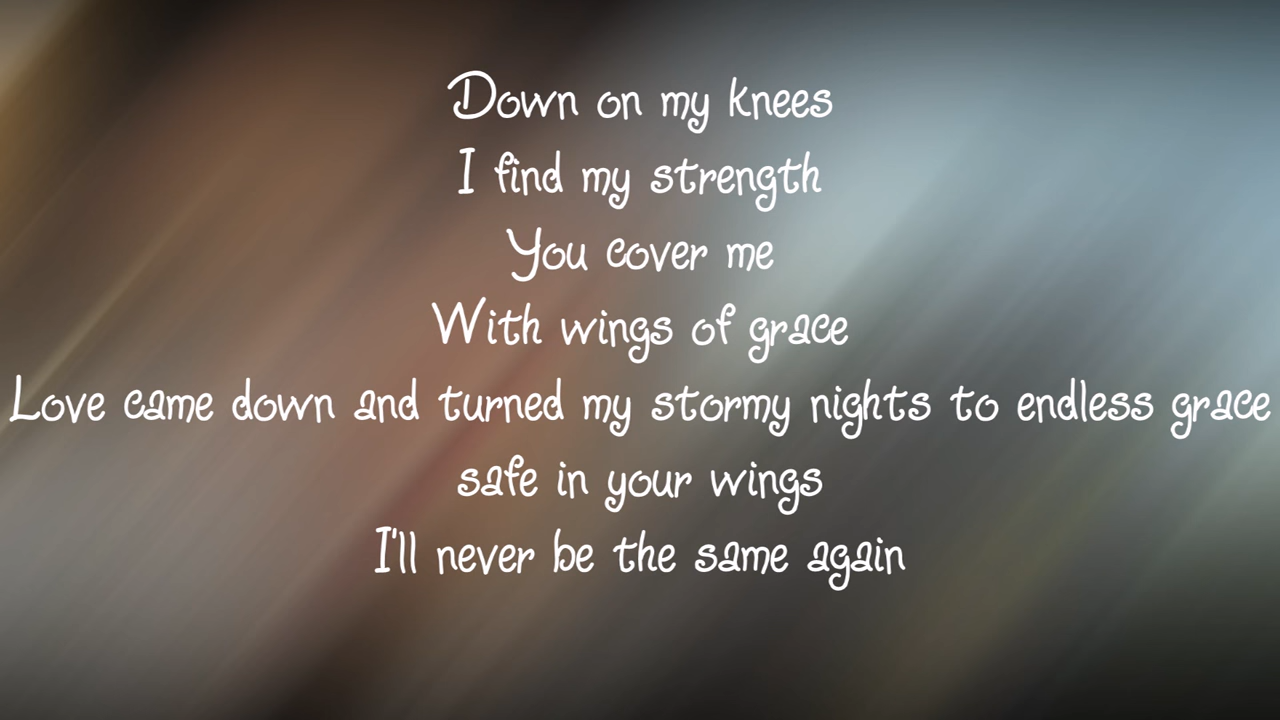 Down on my knees
I find my strength
You cover me
With wings of grace
Love came down and turned my stormy nights to endless grace
safe in your wings
I'll never be the same again